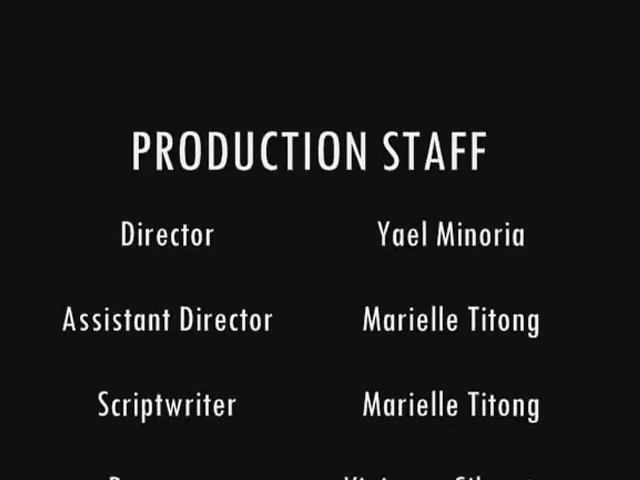 PRODUCTION STAFF
Director Yael Minoria
Assistant Director Marielle Titong
Scriptwriter Marielle Titong